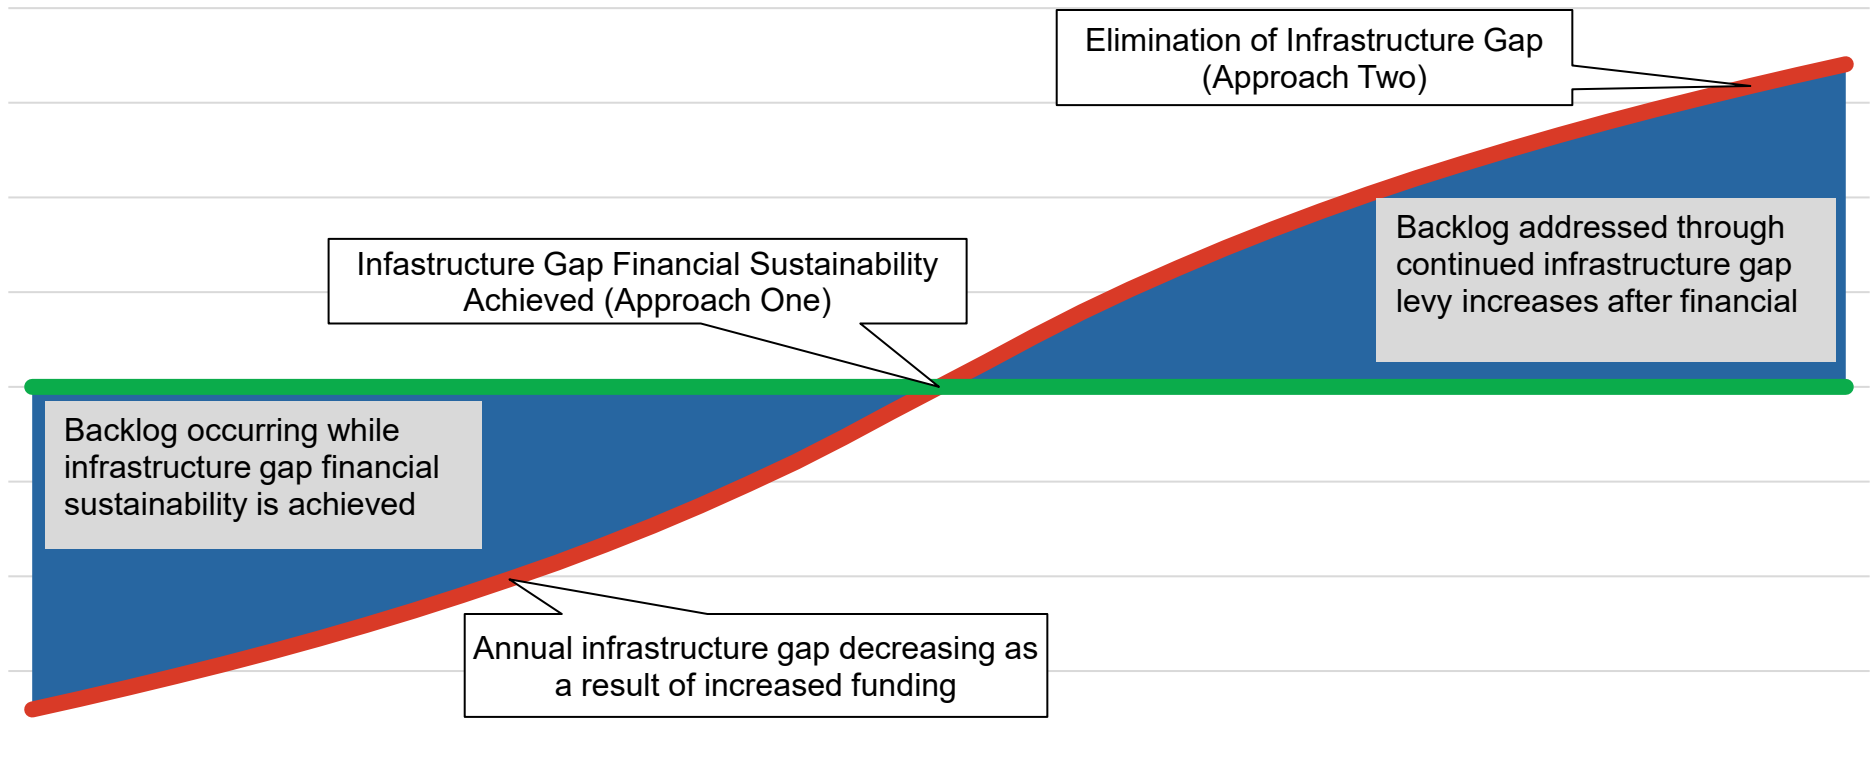 Elimination of Infrastructure Gap
(Approach Two)
Backlog addressed through
continued infrastructure gap
levy increases after financial
Infastructure Gap Financial Sustainability
Achieved (Approach One)
Backlog occurring while
infrastructure gap financial
sustainability is achieved
Annual infrastructure gap decreasing as
a result of increased funding